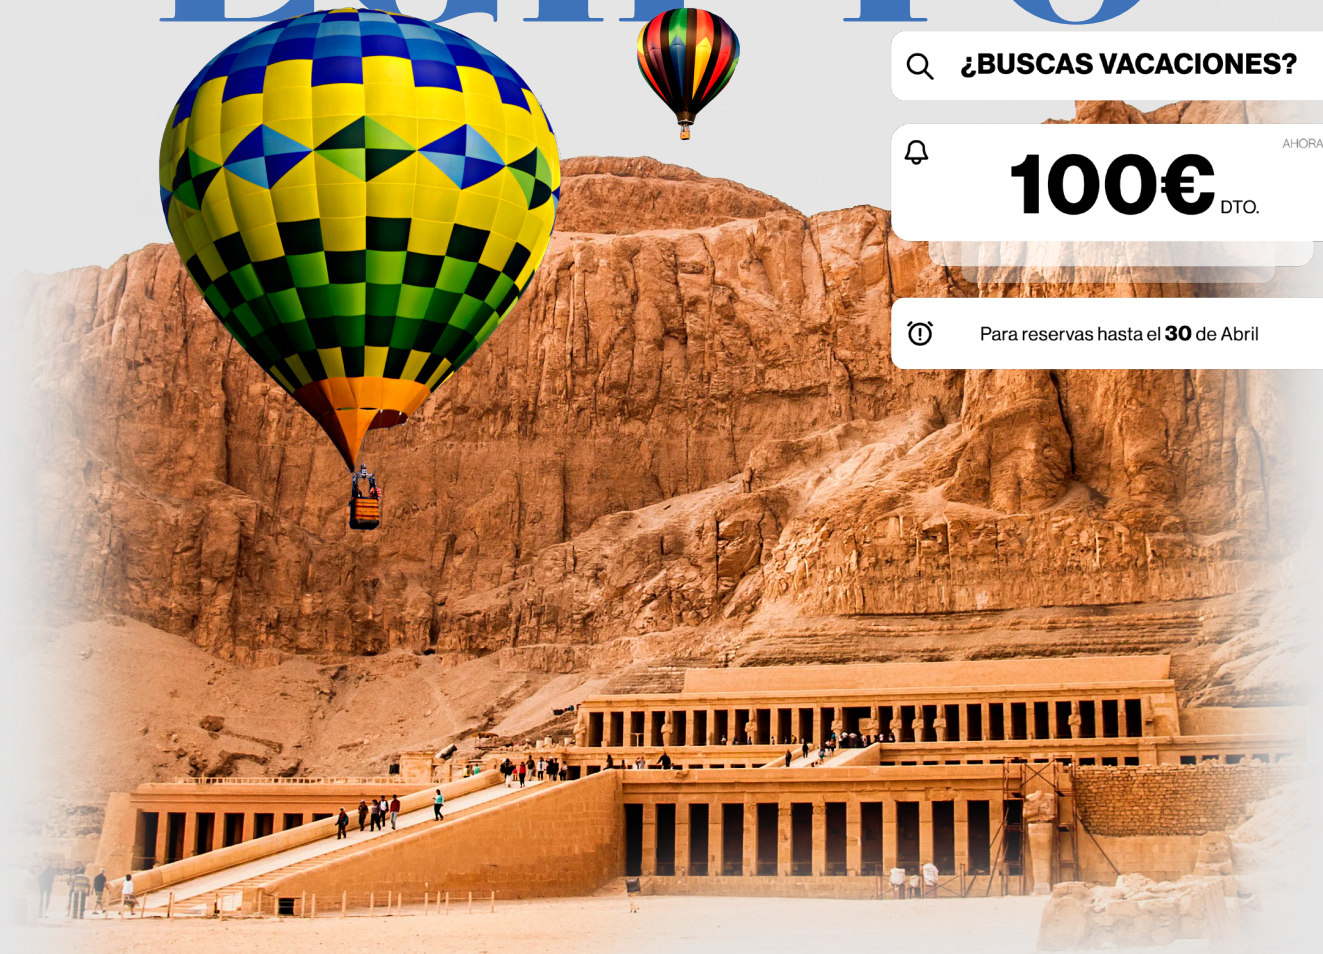 ¿BUSCAS VACACIONES?
AHORA
100€ DTO.
Para reservas hasta el 30 de Abril